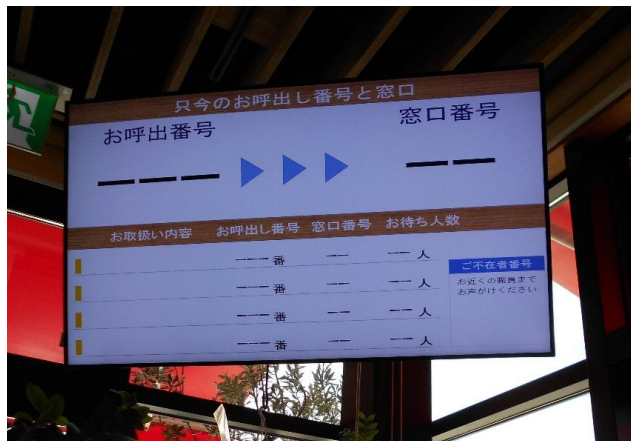 只今のお呼出し番号と窓口
お呼出番号 窓口番号
――― ▶▶▶ ――
お取扱い内容 お呼出し番号 窓口番号 お待ち人数
―――番 ―― ――人
―――番 ―― ――人
―――番 ―― ――人
―――番 ―― ――人
ご不在者番号
お近くの職員まで
お声がけください